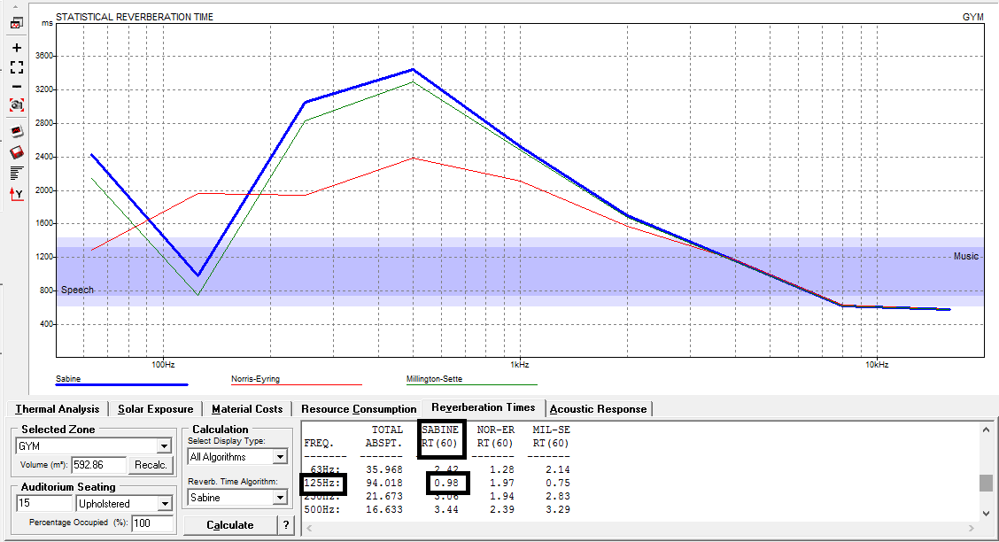 STATISTICAL REVERBERATION TIME
GYM
ms
3600
3200
2800
2400
2000
1600
1200
800
400
Music
Speech
100Hz
1kHz
10kHz
Sabine
Norris-Eyring
Millington-Sette
Y
Thermal Analysis
Solar Exposure
Material Costs
Resource Consumption
Reverberation Times
Acoustic Response
Selected Zone
GYM
Volume (m³): 592.86 Recalc.
Auditorium Seating
15 Upholstered
Percentage Occupied (%): 100
Calculation
Select Display Type:
All Algorithms
Reverb. Time Algorithm:
Sabine
Calculate ?
TOTAL SABINE NOR-ER MIL-SE
FREQ. ABSPT. RT(60) RT(60) RT(60)
63Hz: 35.968 2.42 1.28 2.14
125Hz: 94.018 0.98 1.97 0.75
250Hz: 21.673 3.06 1.94 2.83
500Hz: 16.633 3.44 2.39 3.29